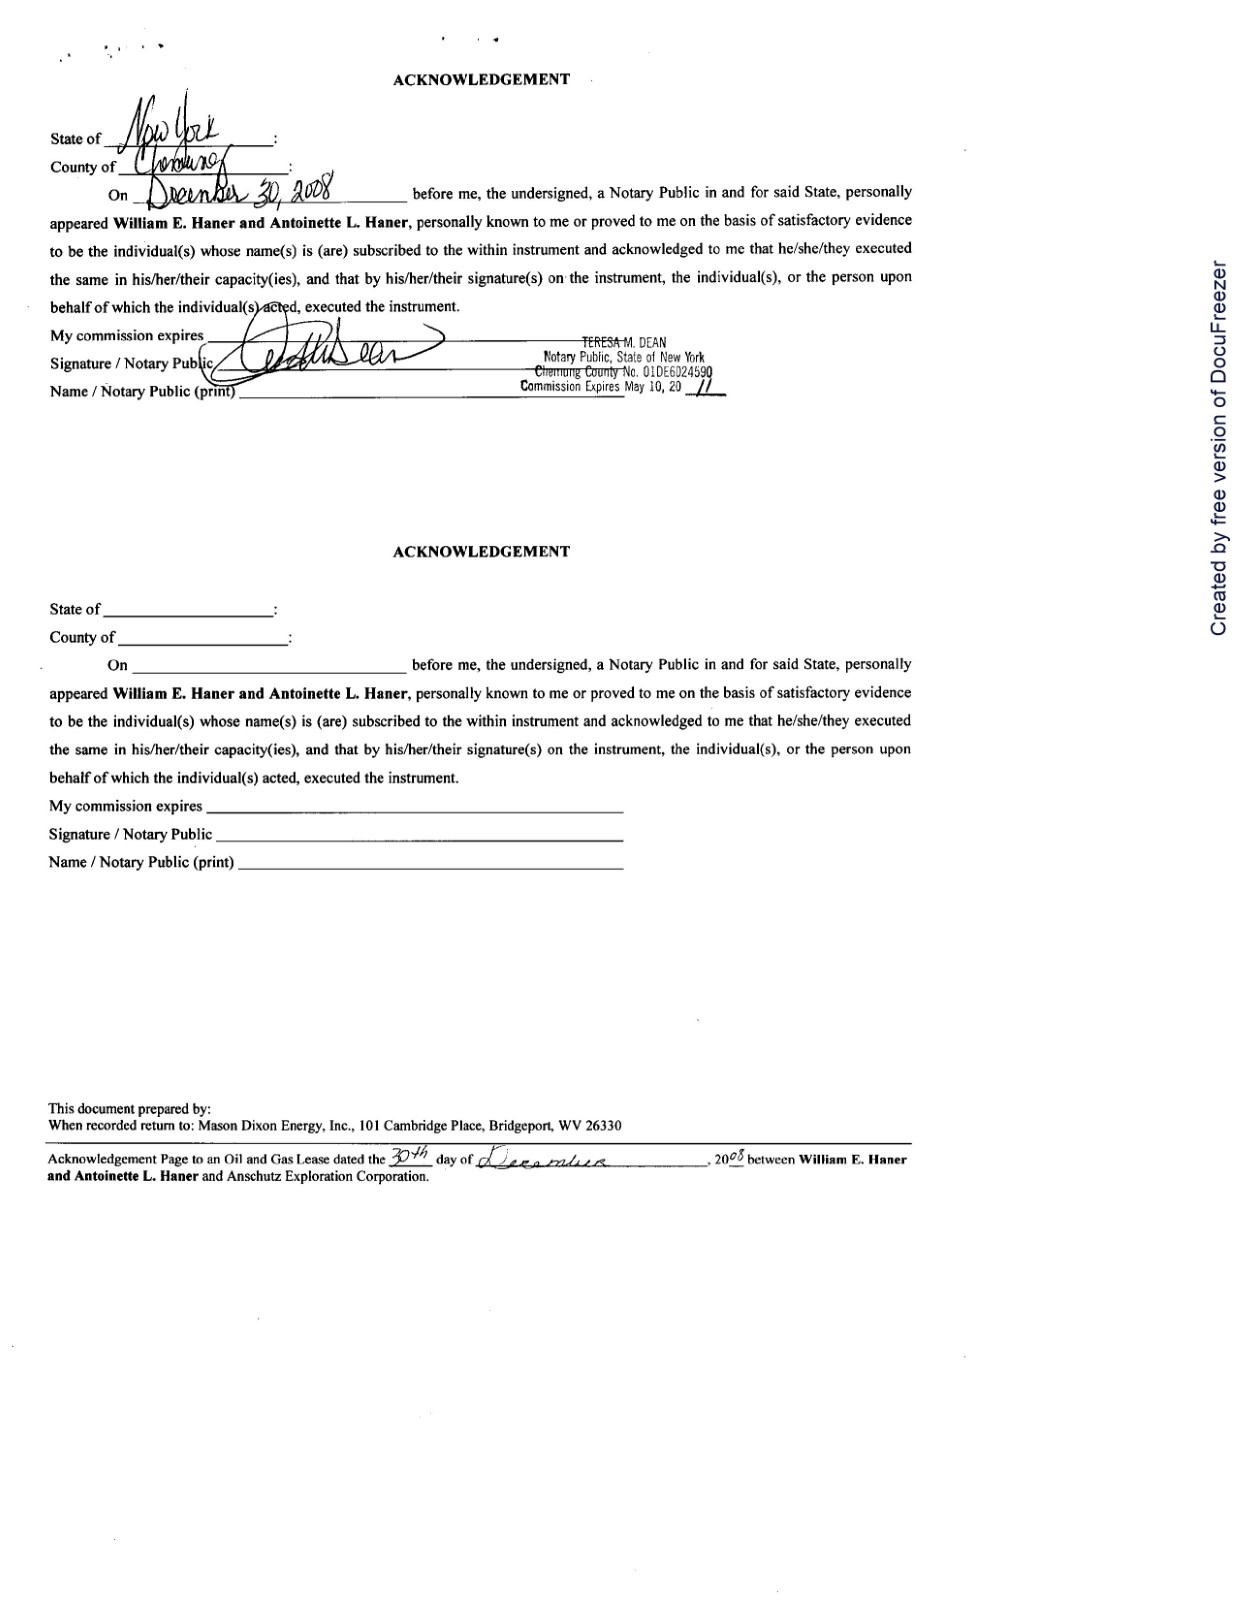 ACKNOWLEDGEMENT
State of New York :
County of Chemung :
On December 30, 2008 before me, the undersigned, a Notary Public in and for said State, personally
appeared William E. Haner and Antoinette L. Haner, personally known to me or proved to me on the basis of satisfactory evidence
to be the individual(s) whose name(s) is (are) subscribed to the within instrument and acknowledged to me that he/she/they executed
the same in his/her/their capacity(ies), and that by his/her/their signature(s) on the instrument, the individual(s), or the person upon
behalf of which the individual(s) acted, executed the instrument.
My commission expires
Signature / Notary Public
Name / Notary Public (print)
TERESA M. DEAN
Notary Public, State of New York
Chemung County No. 01DE6024590
Commission Expires May 10, 20 11
ACKNOWLEDGEMENT
State of :
County of :
On before me, the undersigned, a Notary Public in and for said State, personally
appeared William E. Haner and Antoinette L. Haner, personally known to me or proved to me on the basis of satisfactory evidence
to be the individual(s) whose name(s) is (are) subscribed to the within instrument and acknowledged to me that he/she/they executed
the same in his/her/their capacity(ies), and that by his/her/their signature(s) on the instrument, the individual(s), or the person upon
behalf of which the individual(s) acted, executed the instrument.
My commission expires
Signature / Notary Public
Name / Notary Public (print)
This document prepared by:
When recorded return to: Mason Dixon Energy, Inc., 101 Cambridge Place, Bridgeport, WV 26330
Acknowledgement Page to an Oil and Gas Lease dated the 30th day of December, 2008 between William E. Haner
and Antoinette L. Haner and Anschutz Exploration Corporation.
Created by free version of DocuFreezer